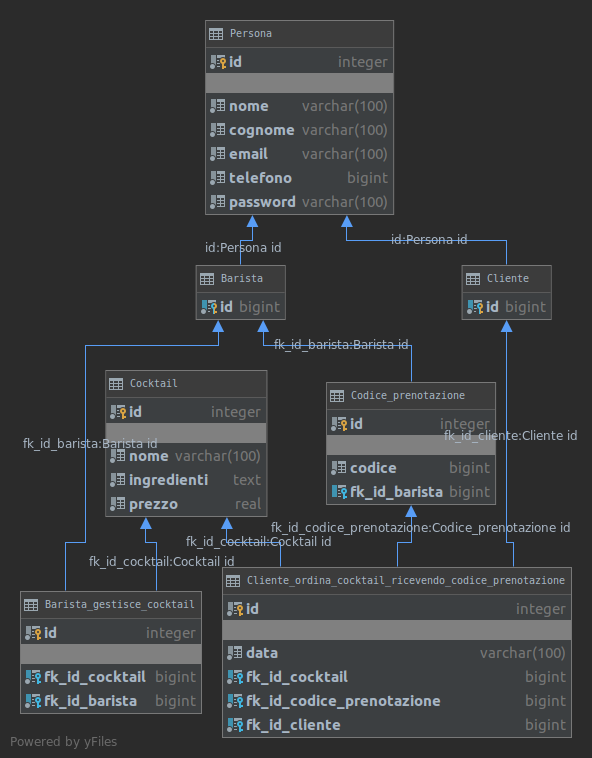 Persona
id integer
nome varchar(100)
cognome varchar(100)
email varchar(100)
telefono bigint
password varchar(100)
id:Persona id
id:Persona id
Barista
id bigint
Cliente
id bigint
fk_id_barista:Barista id
Cocktail
id integer
nome varchar(100)
ingredienti text
prezzo real
Codice_prenotazione
id integer
codice bigint
fk_id_barista bigint
fk_id_cliente:Cliente id
fk_id_barista:Barista id
fk_id_codice_prenotazione:Codice_prenotazione id
fk_id_cocktail:Cocktail id
fk_id_cocktail:Cocktail id
Barista_gestisce_cocktail
id integer
fk_id_cocktail bigint
fk_id_barista bigint
Cliente_ordina_cocktail_ricevendo_codice_prenotazione
id integer
data varchar(100)
fk_id_cocktail bigint
fk_id_codice_prenotazione bigint
fk_id_cliente bigint
Powered by yFiles